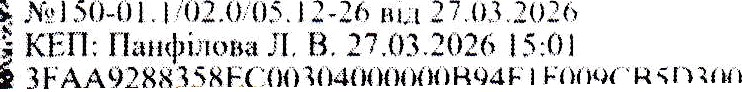 №150-01.1/02.0/05.12-26 від 27.03.2026
КЕП: Панфілова Л. В. 27.03.2026 15:01
3FAA9288358EC00304000000B94E1F009CB5D300